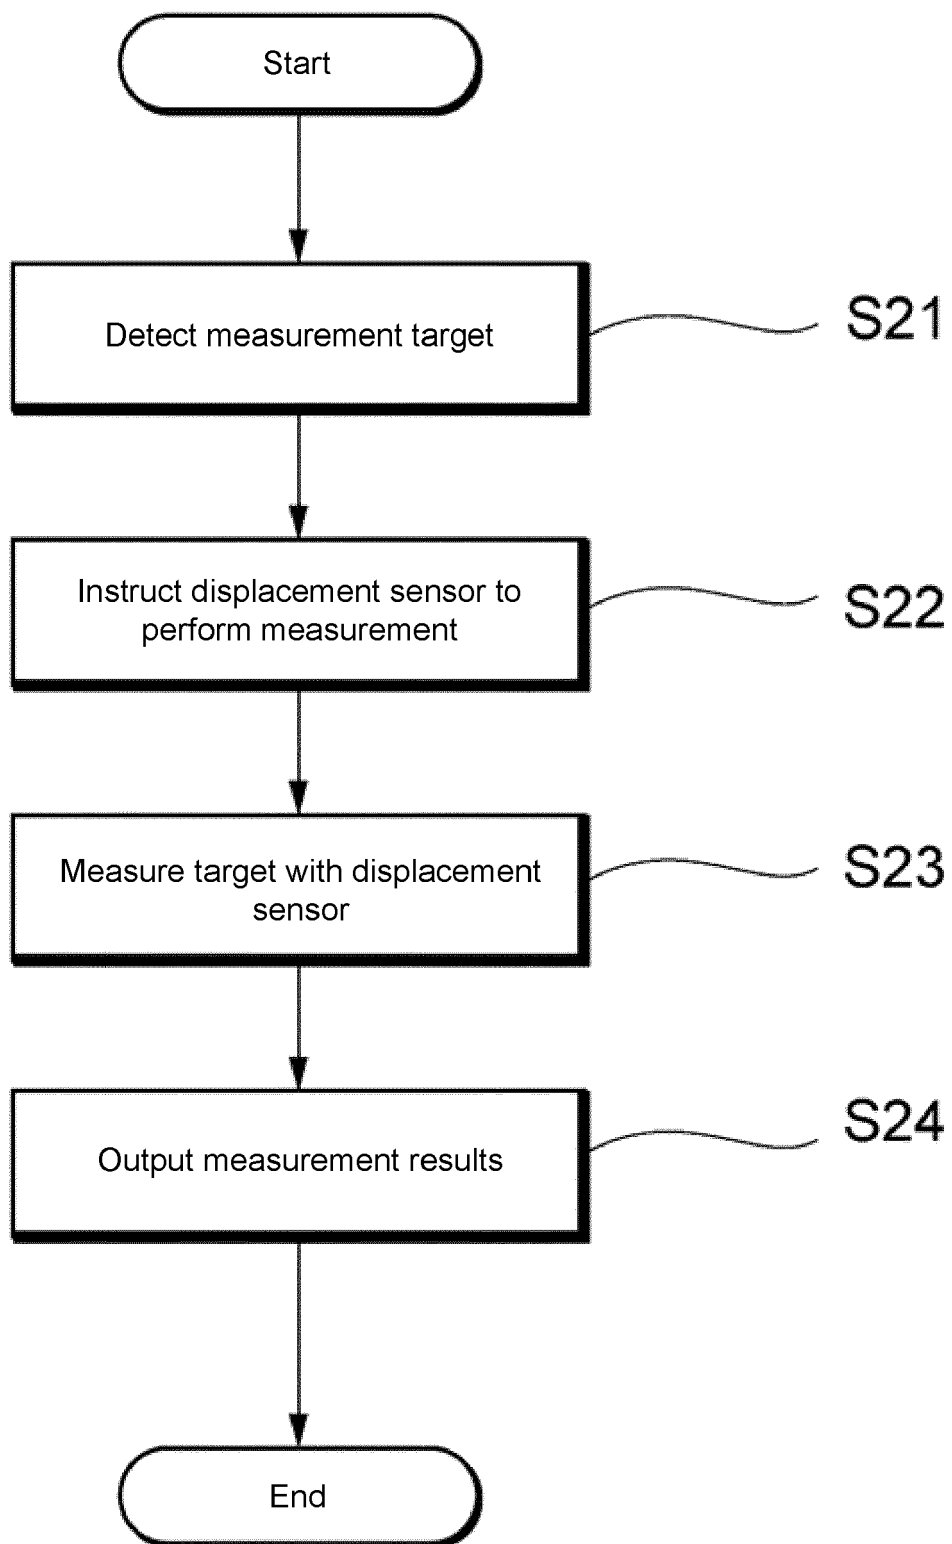 Start
Detect measurement target
S21
Instruct displacement sensor to
perform measurement
S22
Measure target with displacement
sensor
S23
Output measurement results
S24
End